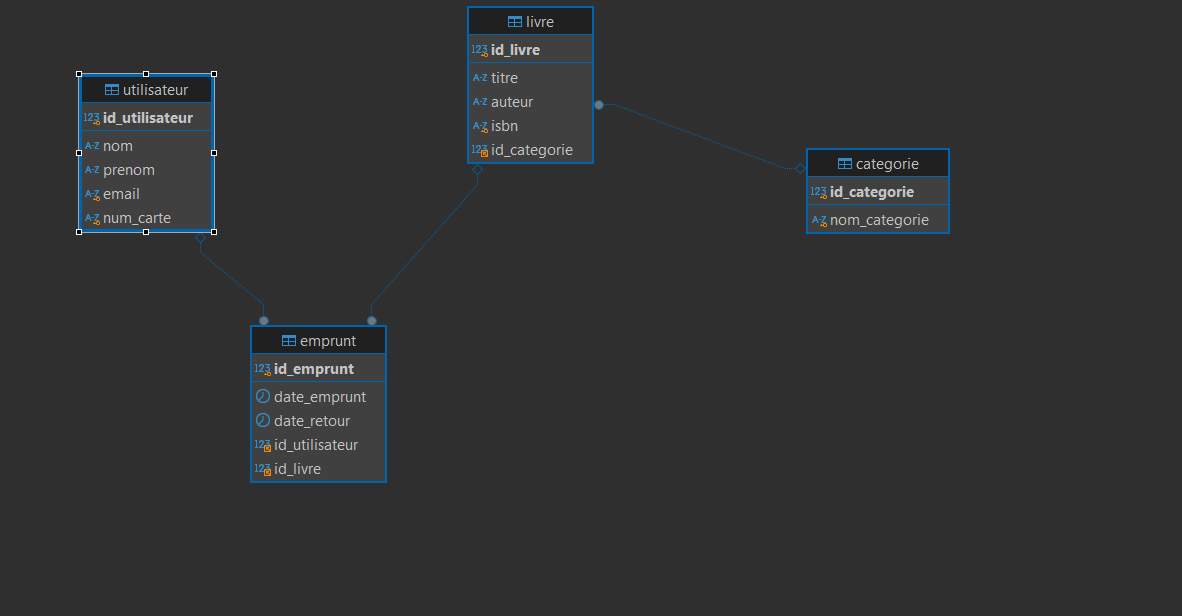 utilisateur
123 id_utilisateur
A-Z nom
A-Z prenom
A-Z email
A-Z num_carte
livre
123 id_livre
A-Z titre
A-Z auteur
A-Z isbn
123 id_categorie
categorie
123 id_categorie
A-Z nom_categorie
emprunt
123 id_emprunt
date_emprunt
date_retour
123 id_utilisateur
123 id_livre